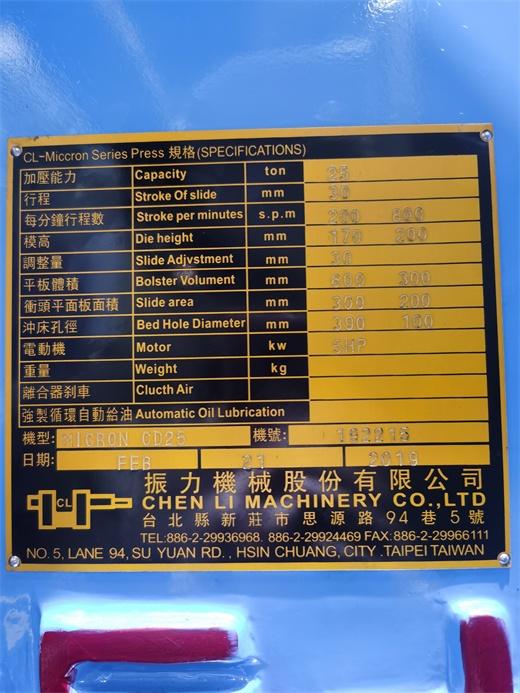 CL-Miccron Series Press 規格(SPECIFICATIONS)
加壓能力 Capacity ton 25
行程 Stroke Of slide mm 30
每分鐘行程數 Stroke per minutes s.p.m 200 800
模高 Die height mm 170 200
調整量 Slide Adjvstment mm 30
平板體積 Bolster Volument mm 600 300
衝頭平面板面積 Slide area mm 300 200
沖床孔徑 Bed Hole Diameter mm 390 100
電動機 Motor kw 5HP
重量 Weight kg
離合器刹車 Clucth Air
強製循環自動給油 Automatic Oil Lubrication
機型: MICRON CD25 機號:
日期: FEB 21 2019
振力機械股份有限公司
CL CHEN LI MACHINERY CO.,LTD
台北縣新莊市思源路94巷5號
TEL:886-2-29936968. 886-2-29924469 FAX:886-2-29966111
NO. 5, LANE 94, SU YUAN RD. , HSIN CHUANG, CITY .TAIPEI TAIWAN